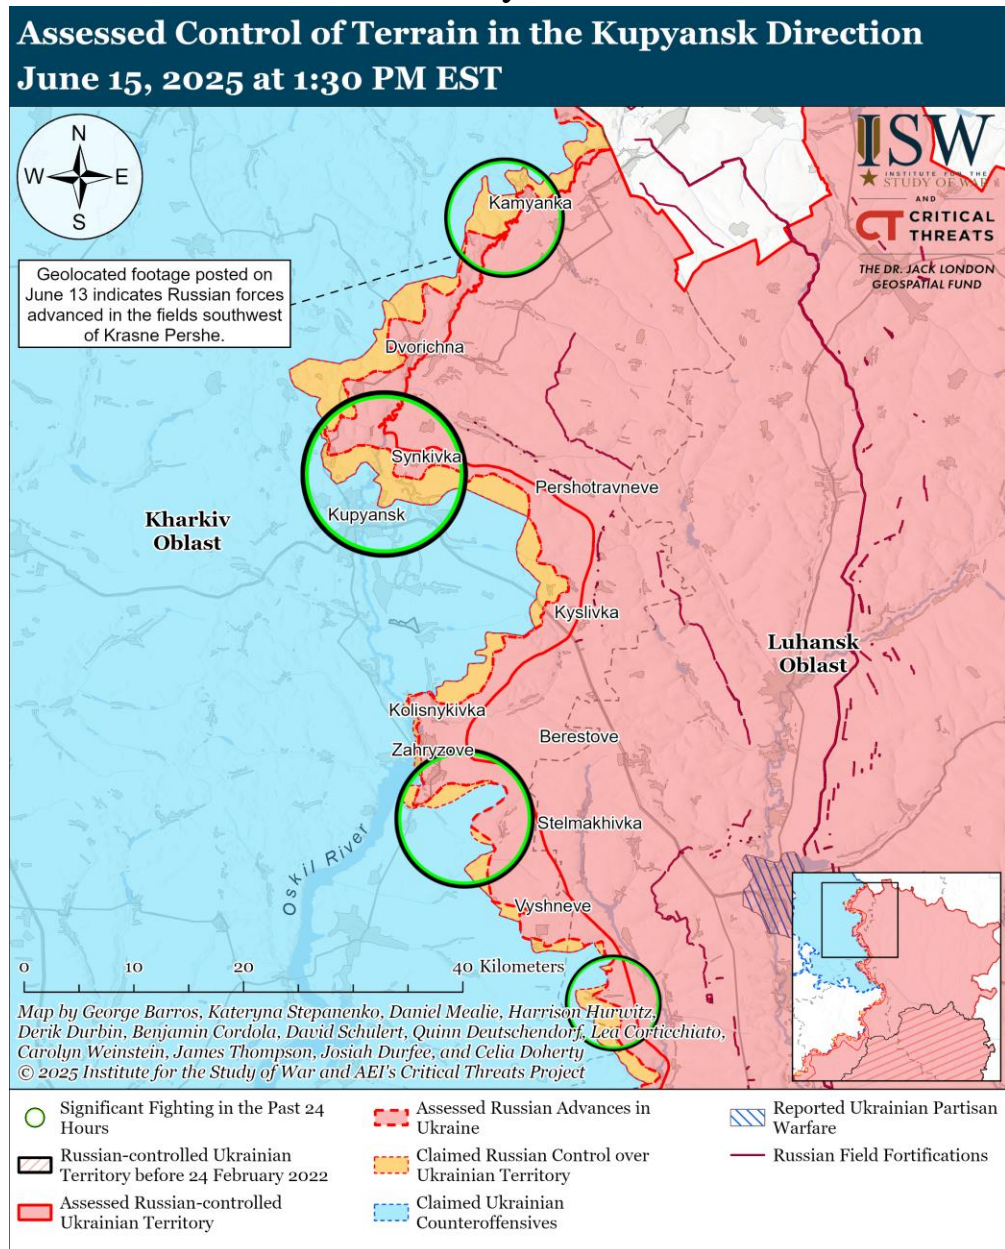 Assessed Control of Terrain in the Kupyansk Direction
June 15, 2025 at 1:30 PM EST
N
W
E
S
ISW
INSTITUTE FOR THE
STUDY OF WAR
AND
CT CRITICAL
THREATS
THE DR. JACK LONDON
GEOSPATIAL FUND
Kamyanka
Geolocated footage posted on
June 13 indicates Russian forces
advanced in the fields southwest
of Krasne Pershe.
Dvorichna
Synkivka
Pershotravneve
Kupyansk
Kharkiv
Oblast
Kyslivka
Luhansk
Oblast
Kolisnykivka
Berestove
Zahryzove
Stelmakhivka
Oskil River
Vyshneve
0
10
20
40 Kilometers
Map by George Barros, Kateryna Stepanenko, Daniel Mealie, Harrison Hurwitz,
Derik Durbin, Benjamin Cordola, David Schulert, Quinn Deutschendorf, Lea Corticchiato,
Carolyn Weinstein, James Thompson, Josiah Durfee, and Celia Doherty
© 2025 Institute for the Study of War and AEI's Critical Threats Project
Significant Fighting in the Past 24
Hours
Russian-controlled Ukrainian
Territory before 24 February 2022
Assessed Russian-controlled
Ukrainian Territory
Assessed Russian Advances in
Ukraine
Claimed Russian Control over
Ukrainian Territory
Claimed Ukrainian
Counteroffensives
Reported Ukrainian Partisan
Warfare
Russian Field Fortifications